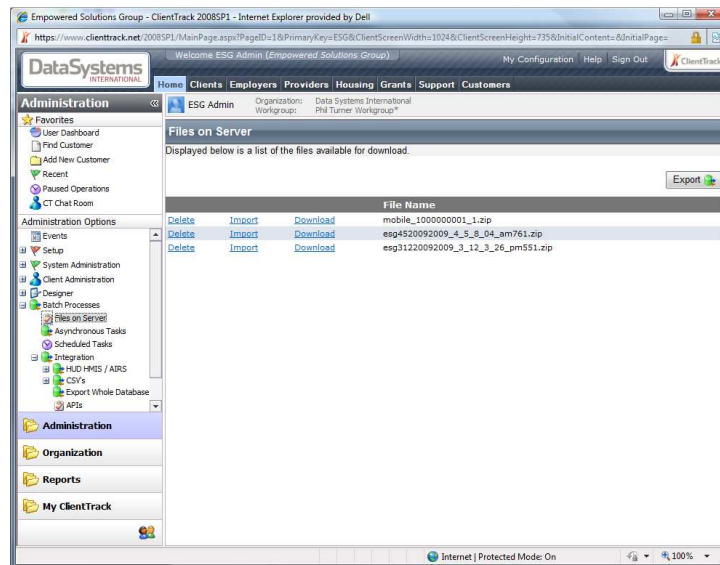 Empowered Solutions Group - ClientTrack 2008SP1 - Internet Explorer provided by Dell
https://www.clienttrack.net/2008SP1/MainPage.aspx?PageID=1&PrimaryKey=ESG&ClientScreenWidth=1024&ClientScreenHeight=735&InitialContent=&InitialPage=
DataSystems
INTERNATIONAL
Welcome ESG Admin (Empowered Solutions Group)
My Configuration Help Sign Out
ClientTrack
Home Clients Employers Providers Housing Grants Support Customers
Administration
ESG Admin
Organization: Data Systems International
Workgroup: Phil Turner Workgroup*
Favorites
User Dashboard
Find Customer
Add New Customer
Recent
Paused Operations
CT Chat Room
Administration Options
Events
Setup
System Administration
Client Administration
Designer
Batch Processes
Files on Server
Asynchronous Tasks
Scheduled Tasks
Integration
HUD HMIS / AIRS
CSV's
Export Whole Database
APIs
Administration
Organization
Reports
My ClientTrack
Files on Server
Displayed below is a list of the files available for download.
Export
File Name
Delete Import Download mobile_1000000001_1.zip
Delete Import Download esg4520092009_4_5_8_04_am761.zip
Delete Import Download esg31220092009_3_12_3_26_pm551.zip
Internet | Protected Mode: On
100%